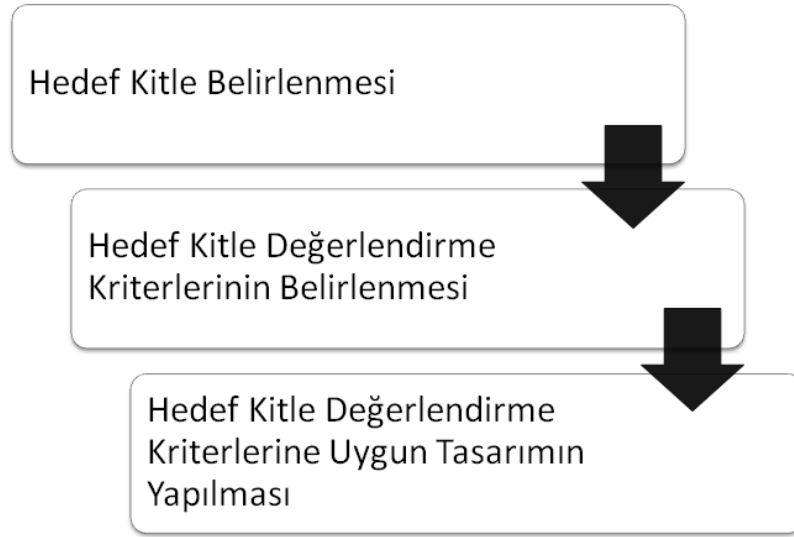 Hedef Kitle Belirlenmesi
Hedef Kitle Değerlendirme
Kriterlerinin Belirlenmesi
Hedef Kitle Değerlendirme
Kriterlerine Uygun Tasarımın
Yapılması